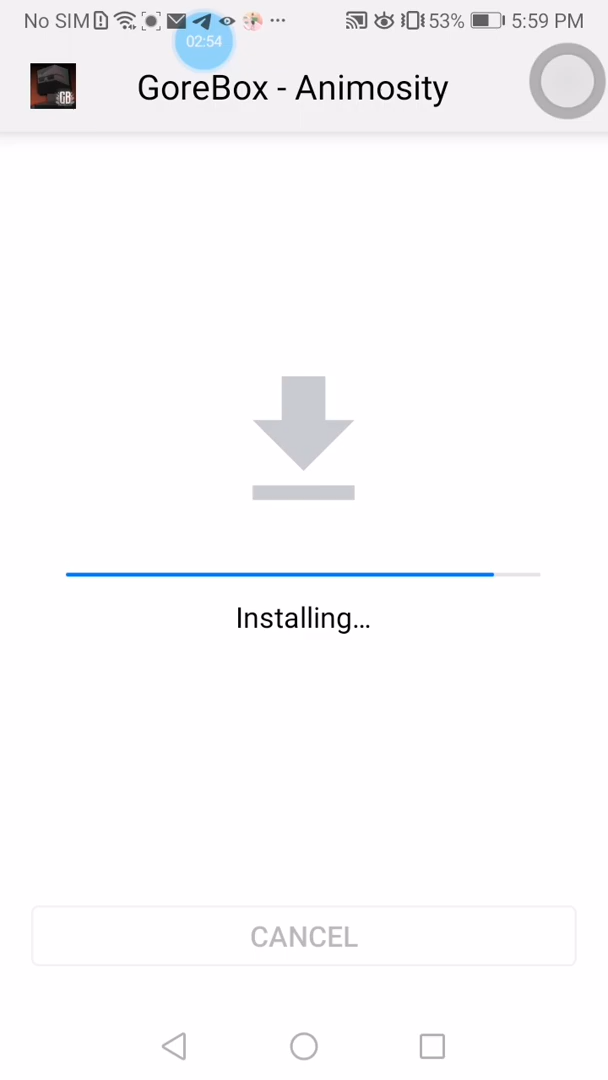 No SIM 53% 5:59 PM
02:54
GoreBox - Animosity
GB
Installing...
CANCEL